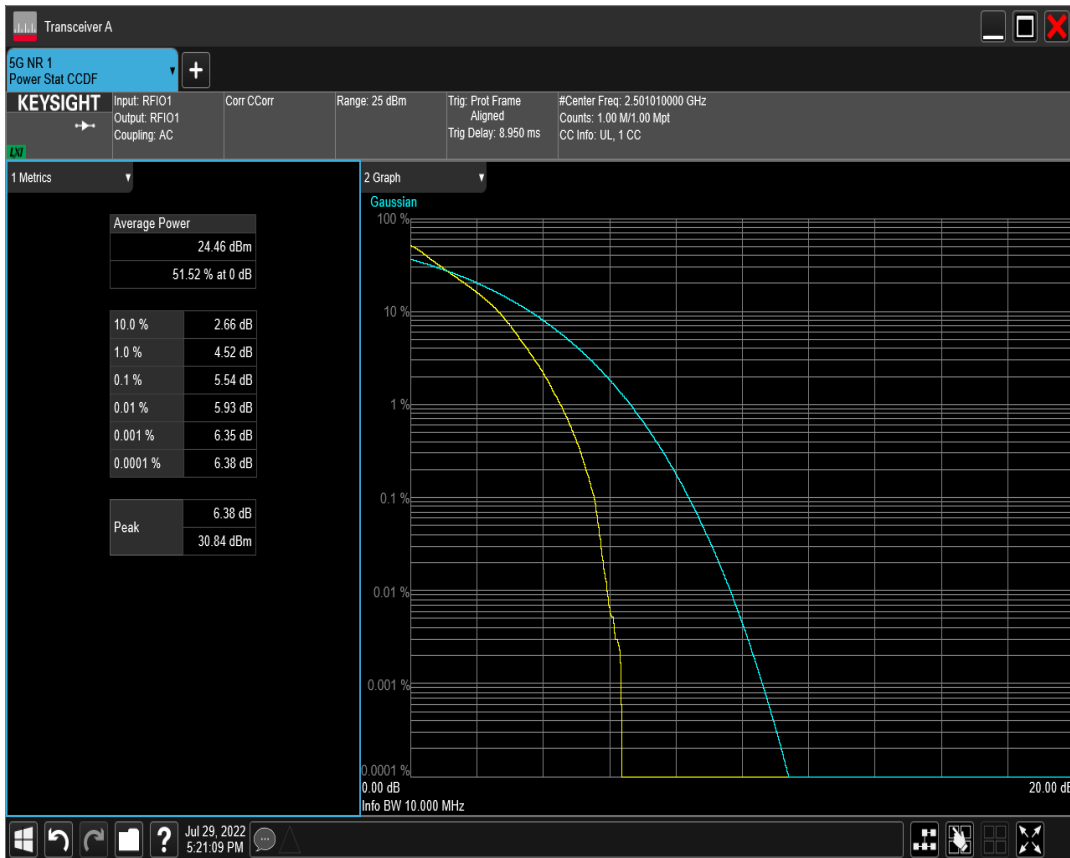 Transceiver A
5G NR 1
Power Stat CCDF
KEYSIGHT
LXI
Input: RFIO1
Output: RFIO1
Coupling: AC
Corr CCorr
Range: 25 dBm
Trig: Prot Frame
Aligned
Trig Delay: 8.950 ms
#Center Freq: 2.501010000 GHz
Counts: 1.00 M/1.00 Mpt
CC Info: UL, 1 CC
1 Metrics
Average Power
24.46 dBm
51.52 % at 0 dB
10.0 % 2.66 dB
1.0 % 4.52 dB
0.1 % 5.54 dB
0.01 % 5.93 dB
0.001 % 6.35 dB
0.0001 % 6.38 dB
Peak 6.38 dB
30.84 dBm
2 Graph
Gaussian
100 %
10 %
1 %
0.1 %
0.01 %
0.001 %
0.0001 %
0.00 dB 20.00 dB
Info BW 10.000 MHz
? Jul 29, 2022
5:21:09 PM